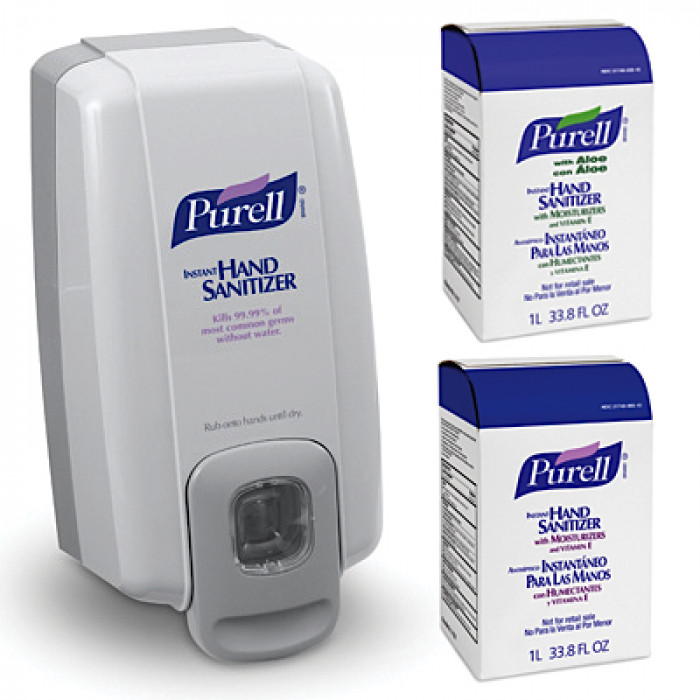 Purell
INSTANT HAND
SANITIZER
Kills 99.99% of
most common germs
without water.
Rub onto hands until dry.
Purell
with Aloe
con Aloe
INSTANT HAND
SANITIZER
with MOISTURIZERS
and VITAMIN E
ANTISÉPTICO INSTANTÁNEO
PARA LAS MANOS
con HUMECTANTES
y VITAMINA E
Not for retail sale
No Para la Venta al Por Menor
1L 33.8 FL OZ
Purell
INSTANT HAND
SANITIZER
with MOISTURIZERS
and VITAMIN E
ANTISÉPTICO INSTANTÁNEO
PARA LAS MANOS
con HUMECTANTES
y VITAMINA E
Not for retail sale
No Para la Venta al Por Menor
1L 33.8 FL OZ